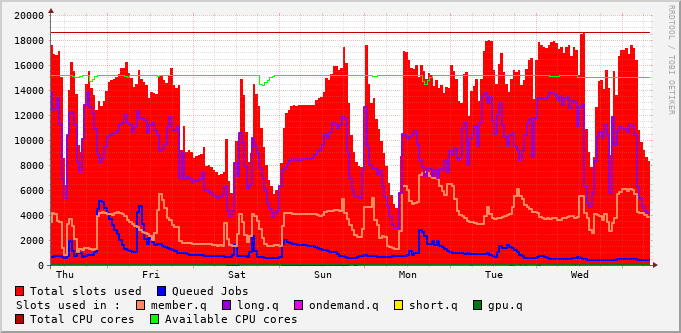 20000
18000
16000
14000
12000
10000
8000
6000
4000
2000
0
Thu Fri Sat Sun Mon Tue Wed
RRDTOOL / TOBI OETIKER
Total slots used Queued Jobs
Slots used in : member.q long.q ondemand.q short.q gpu.q
Total CPU cores Available CPU cores